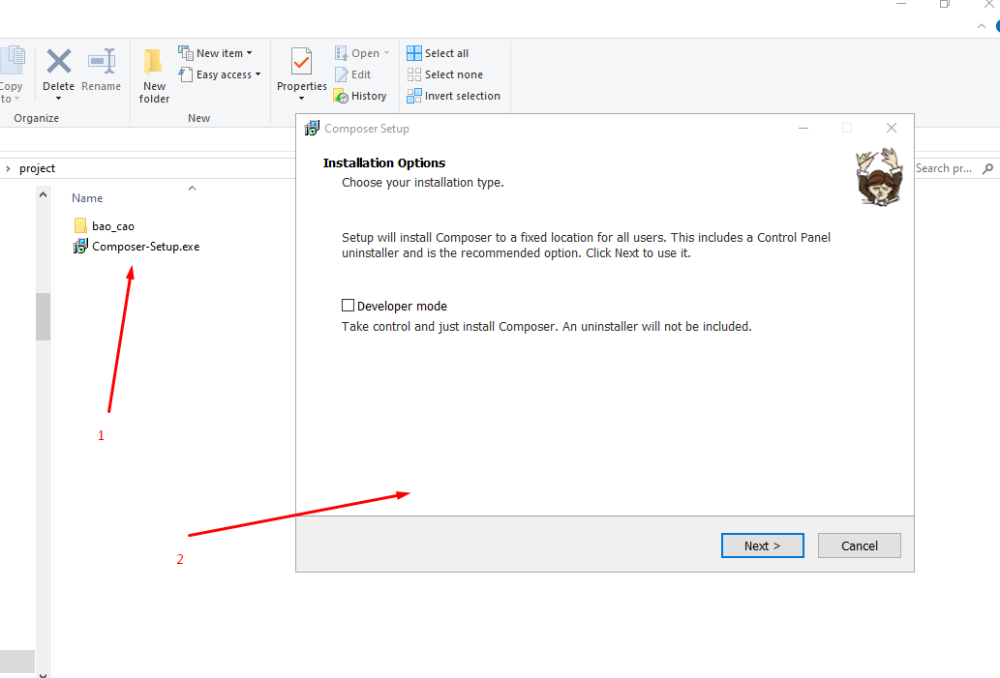 Copy
to
Delete
Rename
Organize
New
folder
New item
Easy access
New
Properties
Open
Edit
History
Select all
Select none
Invert selection
project
Search pr...
Name
bao_cao
Composer-Setup.exe
1
2
Composer Setup
Installation Options
Choose your installation type.
Setup will install Composer to a fixed location for all users. This includes a Control Panel
uninstaller and is the recommended option. Click Next to use it.
Developer mode
Take control and just install Composer. An uninstaller will not be included.
Next >
Cancel